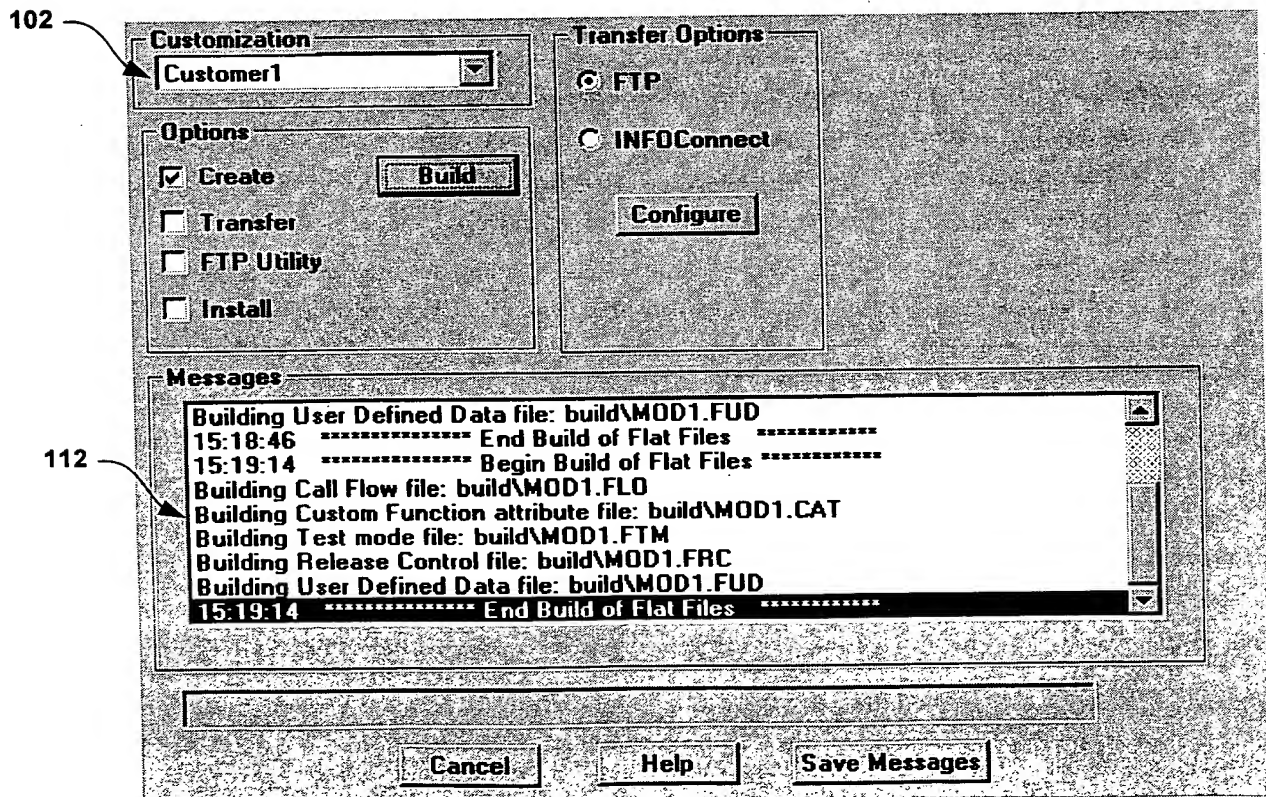 102
Customization
Customer1
Transfer Options
FTP
INFOConnect
Configure
Options
Create
Build
Transfer
FTP Utility
Install
Messages
112
Building User Defined Data file: build\MOD1.FUD
15:18:46 *************** End Build of Flat Files ************
15:19:14 *************** Begin Build of Flat Files ************
Building Call Flow file: build\MOD1.FLO
Building Custom Function attribute file: build\MOD1.CAT
Building Test mode file: build\MOD1.FTM
Building Release Control file: build\MOD1.FRC
Building User Defined Data file: build\MOD1.FUD
15:19:14 *************** End Build of Flat Files ************
Cancel
Help
Save Messages